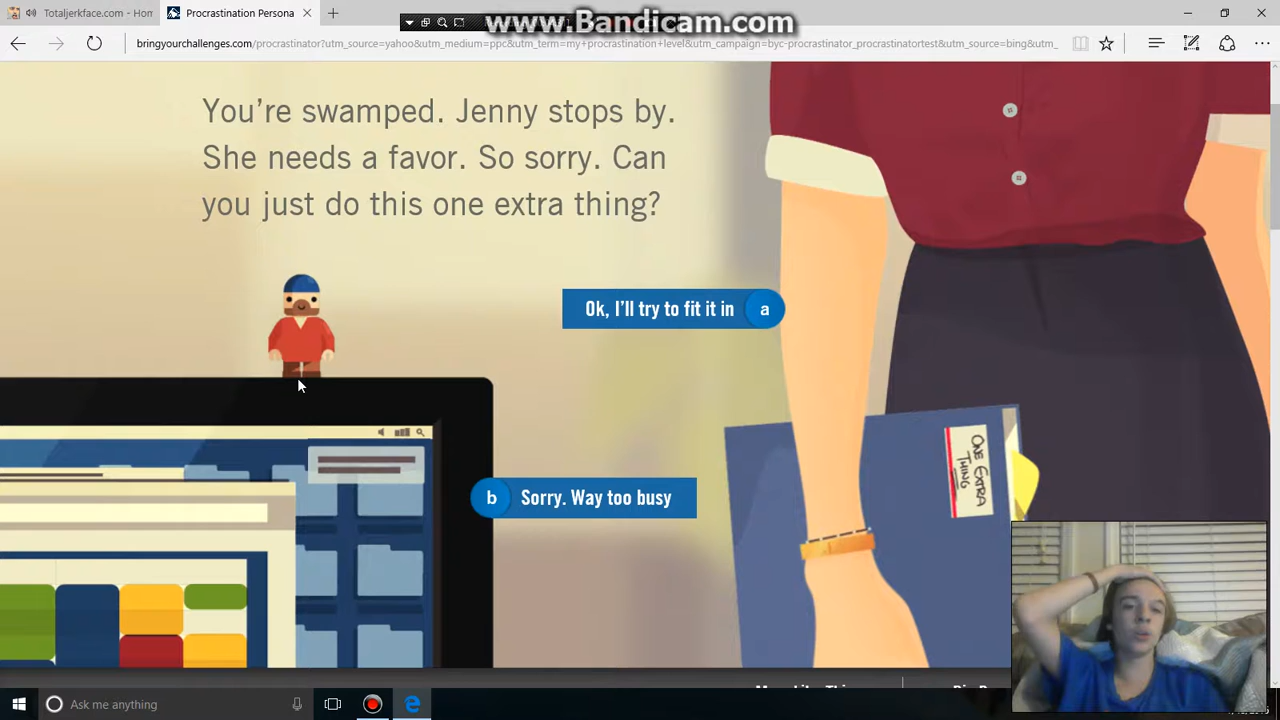 Totaljerkface.com - Hom
Procrastination Persona
www.Bandicam.com
bringyourchallenges.com/procrastinator?utm_source=yahoo&utm_medium=ppc&utm_term=my+procrastination+level&utm_campaign=byc-procrastinator_procrastinatortest&utm_source=bing&utm_
You're swamped. Jenny stops by.
She needs a favor. So sorry. Can
you just do this one extra thing?
Ok, I'll try to fit it in a
ONE EXTRA
THING
b Sorry. Way too busy
Ask me anything